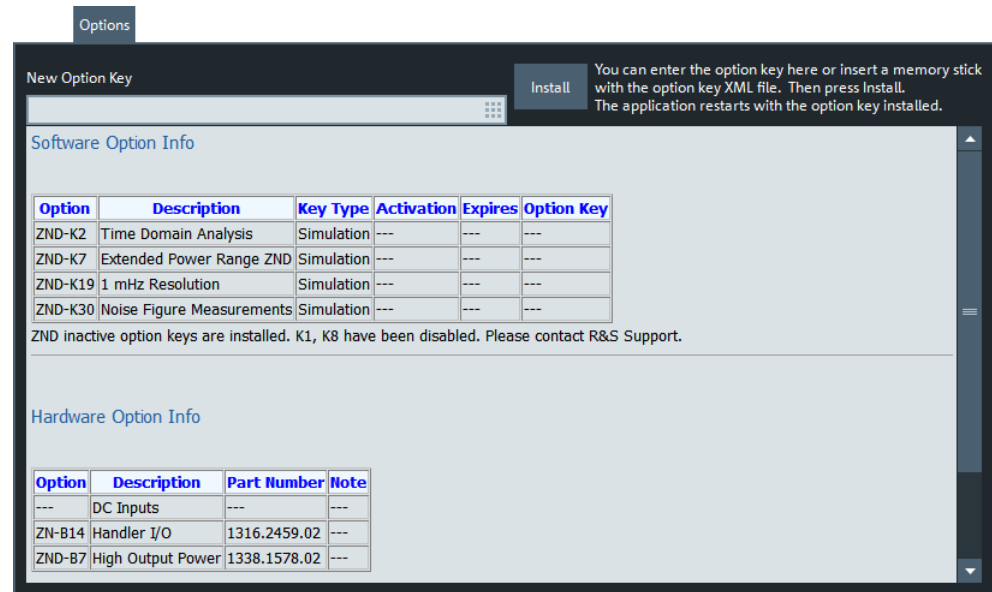 Options
New Option Key
Install
You can enter the option key here or insert a memory stick
with the option key XML file. Then press Install.
The application restarts with the option key installed.
Software Option Info
Option Description Key Type Activation Expires Option Key
ZND-K2 Time Domain Analysis Simulation --- --- ---
ZND-K7 Extended Power Range ZND Simulation --- --- ---
ZND-K19 1 mHz Resolution Simulation --- --- ---
ZND-K30 Noise Figure Measurements Simulation --- --- ---
ZND inactive option keys are installed. K1, K8 have been disabled. Please contact R&S Support.
Hardware Option Info
Option Description Part Number Note
--- DC Inputs --- ---
ZN-B14 Handler I/O 1316.2459.02 ---
ZND-B7 High Output Power 1338.1578.02 ---